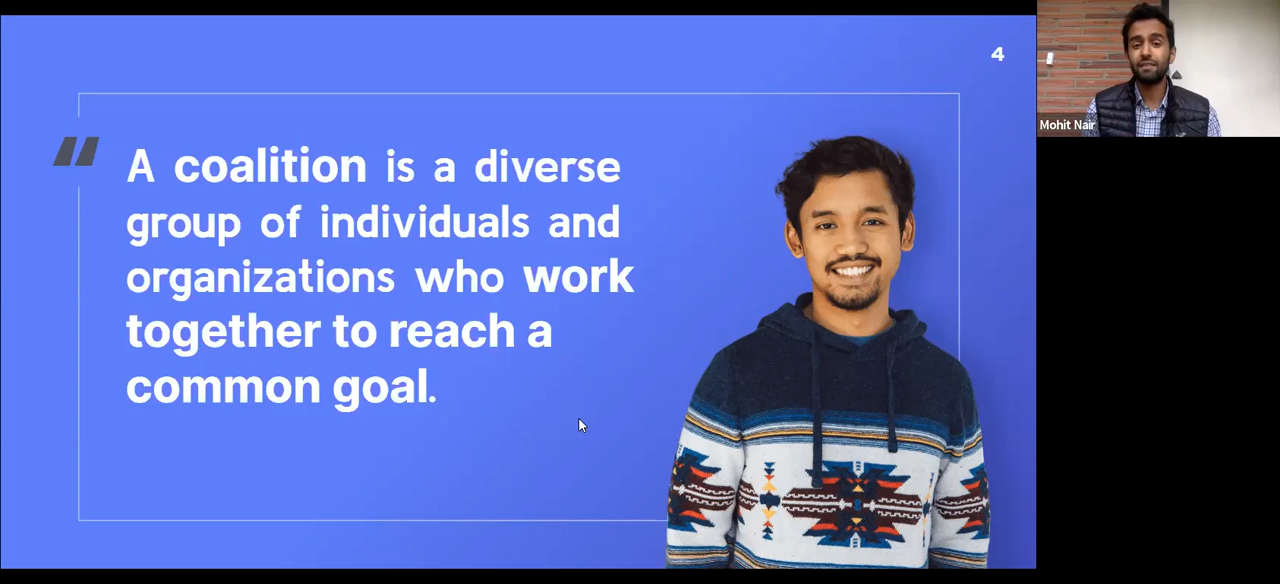 4
“
A coalition is a diverse
group of individuals and
organizations who work
together to reach a
common goal.
Mohit Nair